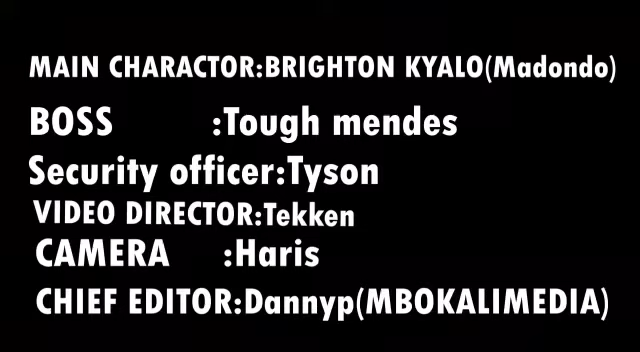 MAIN CHARACTOR:BRIGHTON KYALO(Madondo)
BOSS :Tough mendes
Security officer:Tyson
VIDEO DIRECTOR:Tekken
CAMERA :Haris
CHIEF EDITOR:Dannyp(MBOKALIMEDIA)